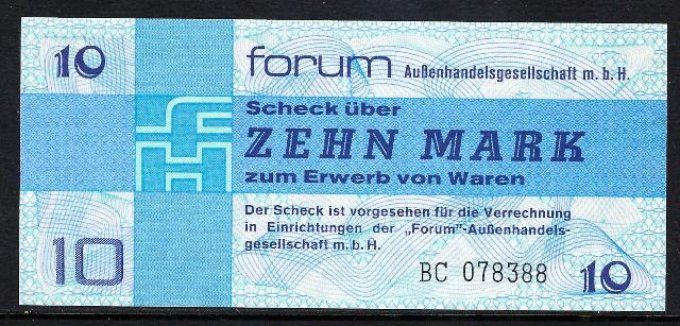 10
forum Außenhandelsgesellschaft m. b. H.
Scheck über
ZEHN MARK
zum Erwerb von Waren
Der Scheck ist vorgesehen für die Verrechnung
in Einrichtungen der „Forum"-Außenhandels-
gesellschaft m. b. H.
10
BC 078388
10